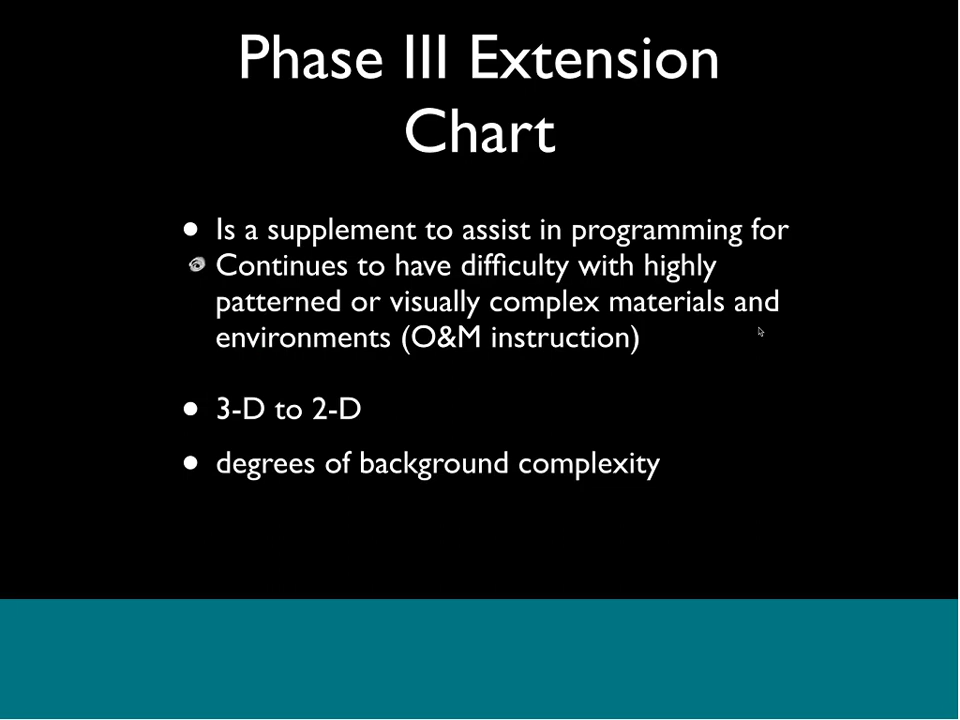 Phase III Extension
Chart
• Is a supplement to assist in programming for
Continues to have difficulty with highly
patterned or visually complex materials and
environments (O&M instruction)
• 3-D to 2-D
• degrees of background complexity